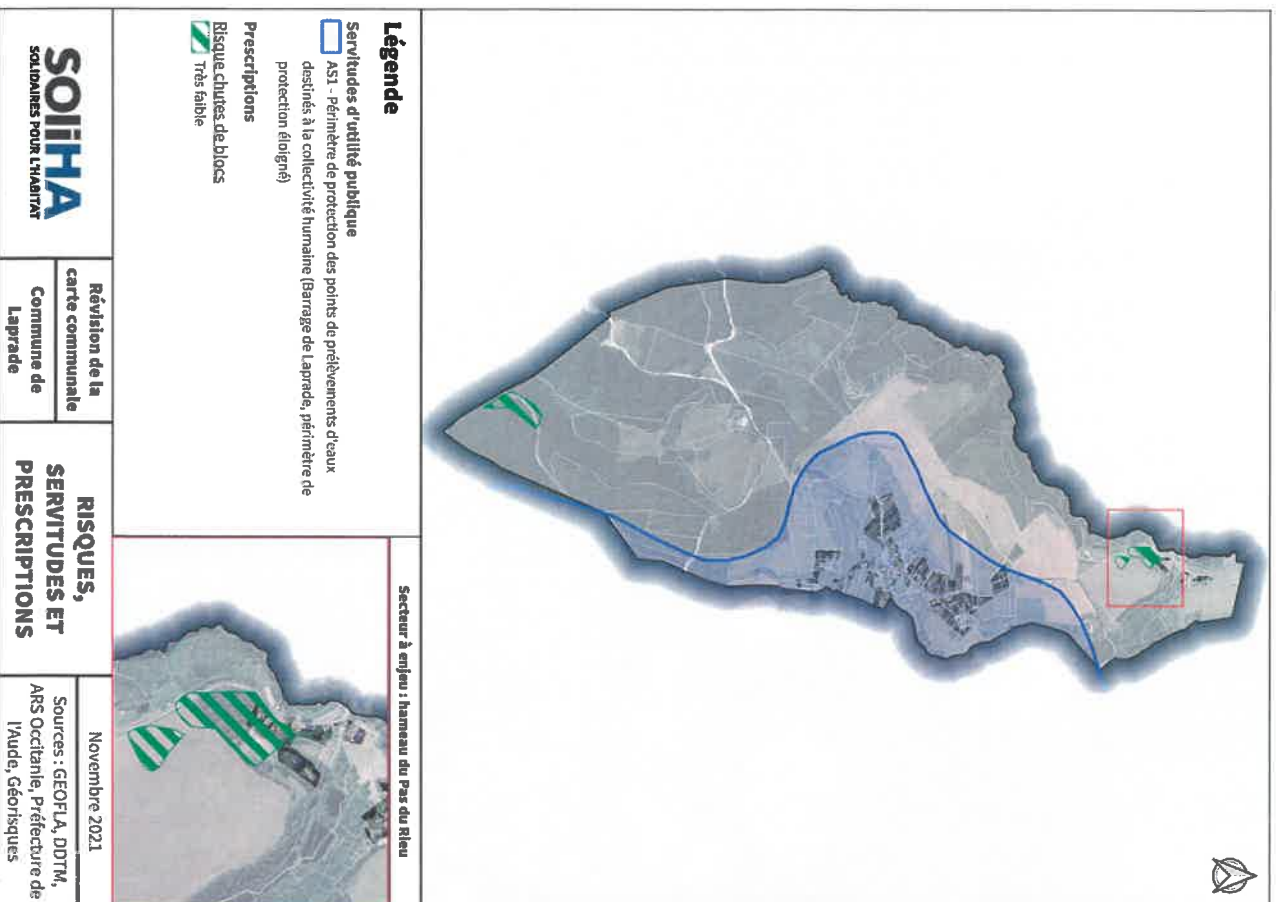 Légende
Servitudes d'utilité publique
AS1 - Périmètre de protection des points de prélèvements d'eaux
destinés à la collectivité humaine (Barrage de Laprade, périmètre de
protection éloigné)
Prescriptions
Risque chutes de blocs
Très faible
Secteur à enjeu : hameau du Pas du Rieu
SOliHA
SOLIDAIRES POUR L'HABITAT
Révision de la
carte communale
Commune de
Laprade
RISQUES,
SERVITUDES ET
PRESCRIPTIONS
Novembre 2021
Sources : GEOFLA, DDTM,
ARS Occitanie, Préfecture de
l'Aude, Géorisques